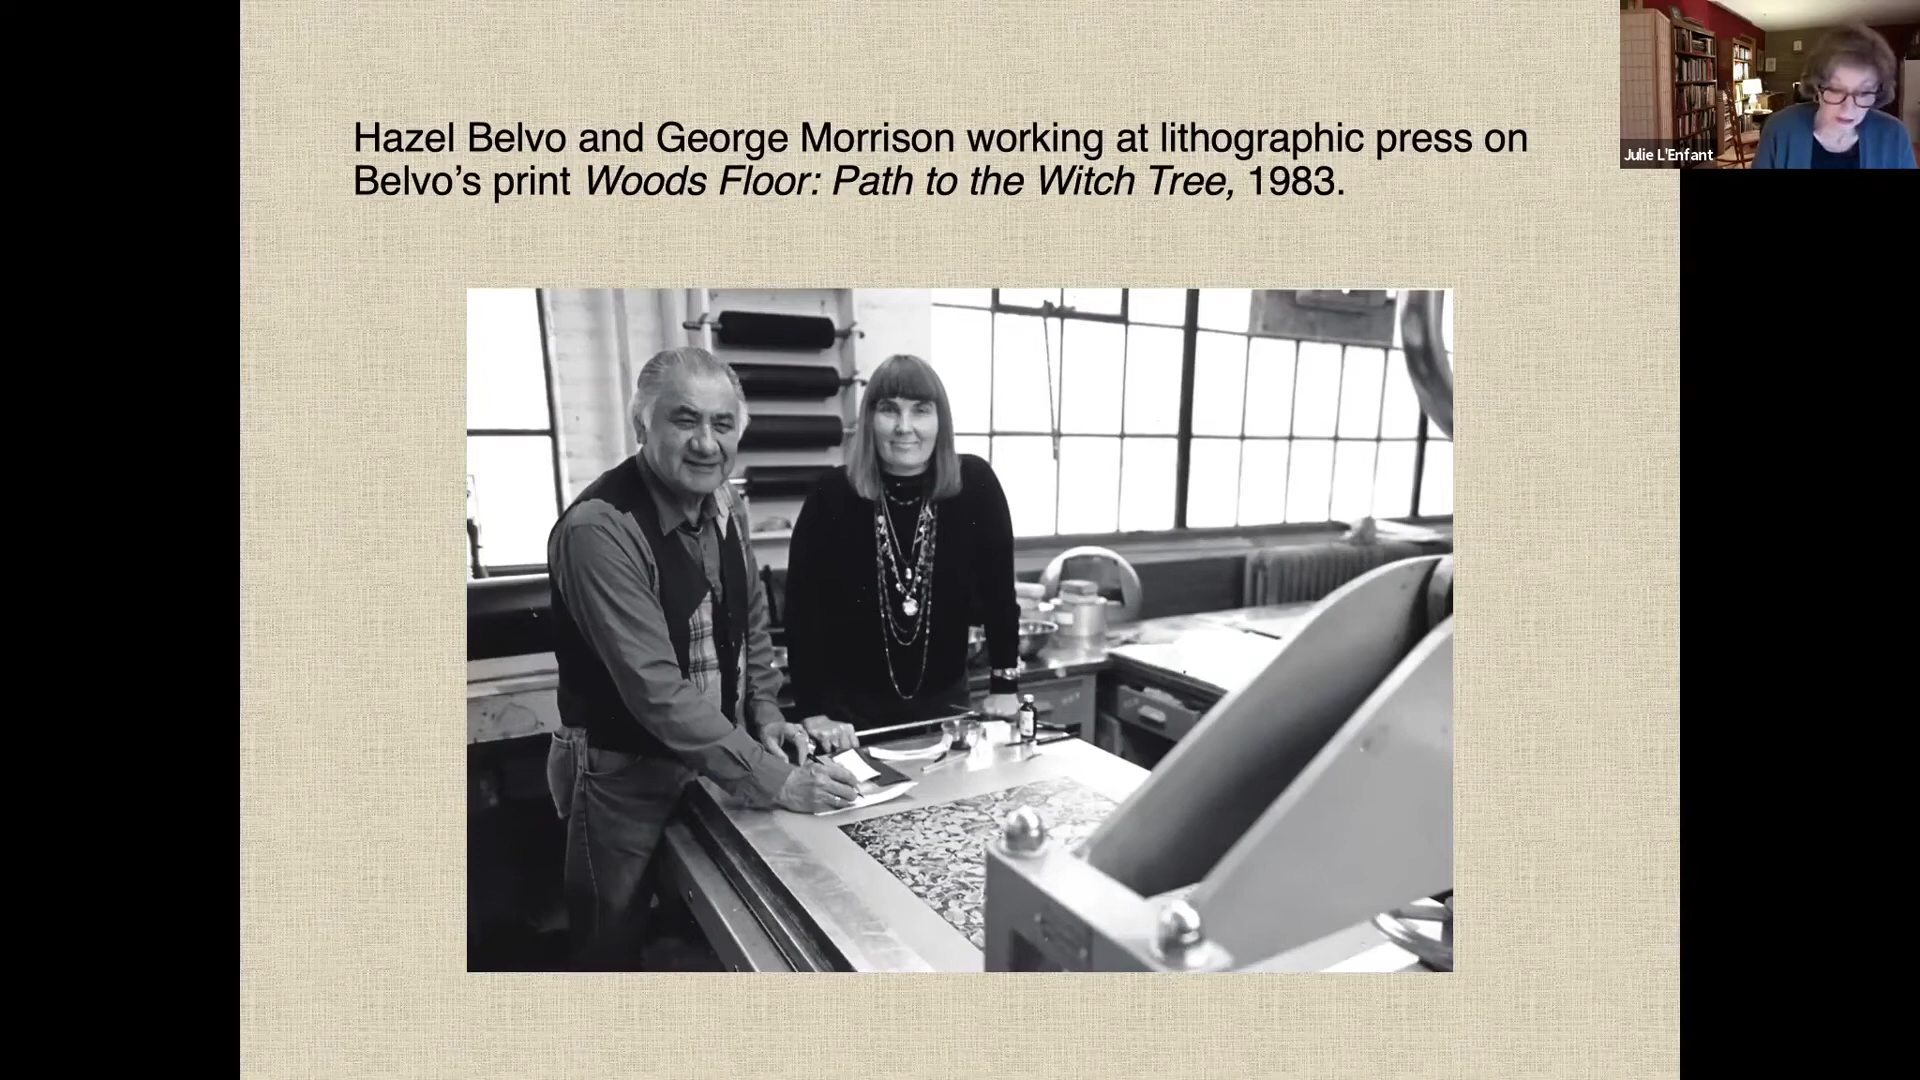 Hazel Belvo and George Morrison working at lithographic press on
Belvo’s print Woods Floor: Path to the Witch Tree, 1983.
Julie L'Enfant